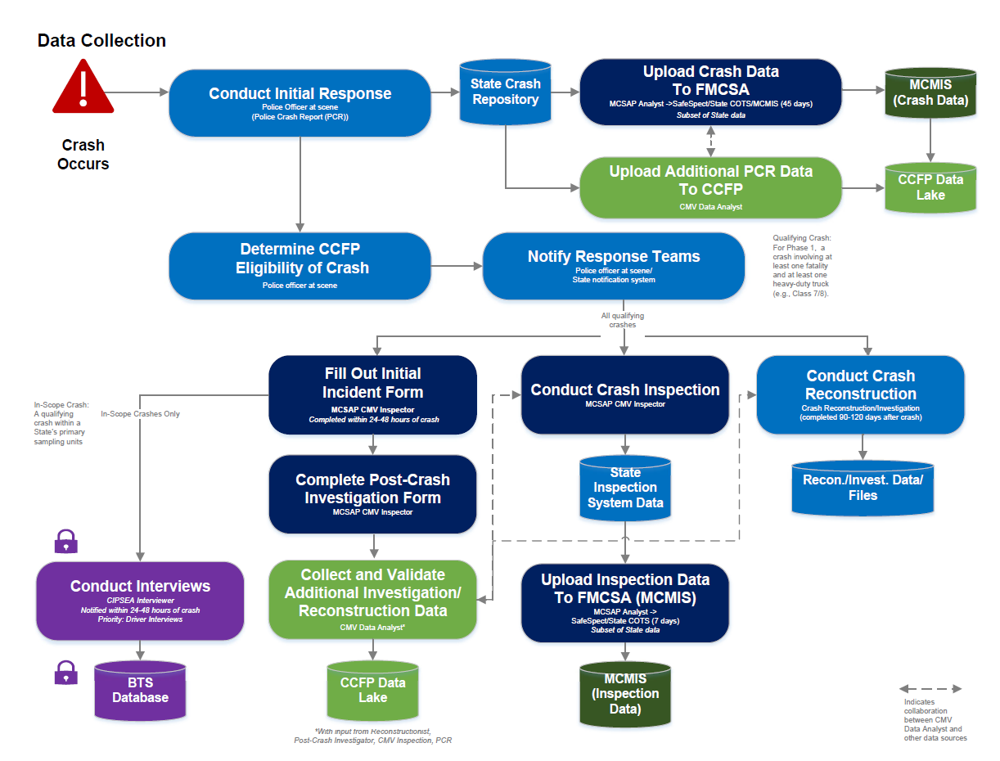 Data Collection
Crash
Occurs
Conduct Initial Response
Police Officer at scene
(Police Crash Report (PCR))
State Crash
Repository
Upload Crash Data
To FMCSA
MCSAP Analyst ->SafeSpect/State COTS/MCMIS (45 days)
Subset of State data
MCMIS
(Crash Data)
Upload Additional PCR Data
To CCFP
CMV Data Analyst
CCFP Data
Lake
Determine CCFP
Eligibility of Crash
Police officer at scene
Notify Response Teams
Police officer at scene/
State notification system
Qualifying Crash:
For Phase 1, a
crash involving at
least one fatality
and at least one
heavy-duty truck
(e.g., Class 7/8).
All qualifying
crashes
Fill Out Initial
Incident Form
MCSAP CMV Inspector
Completed within 24-48 hours of crash
Conduct Crash Inspection
MCSAP CMV Inspector
Conduct Crash
Reconstruction
Crash Reconstruction/Investigation
(completed 90-120 days after crash)
In-Scope Crash:
A qualifying
crash within a
State's primary
sampling units
In-Scope Crashes Only
Complete Post-Crash
Investigation Form
MCSAP CMV Inspector
State
Inspection
System Data
Recon./Invest. Data/
Files
Conduct Interviews
CIPSEA Interviewer
Notified within 24-48 hours of crash
Priority: Driver Interviews
Collect and Validate
Additional Investigation/
Reconstruction Data
CMV Data Analyst*
Upload Inspection Data
To FMCSA (MCMIS)
MCSAP Analyst ->
SafeSpect/State COTS (7 days)
Subset of State data
BTS
Database
CCFP Data
Lake
MCMIS
(Inspection
Data)
*With input from Reconstructionist,
Post-Crash Investigator, CMV Inspection, PCR
Indicates
collaboration
between CMV
Data Analyst and
other data sources